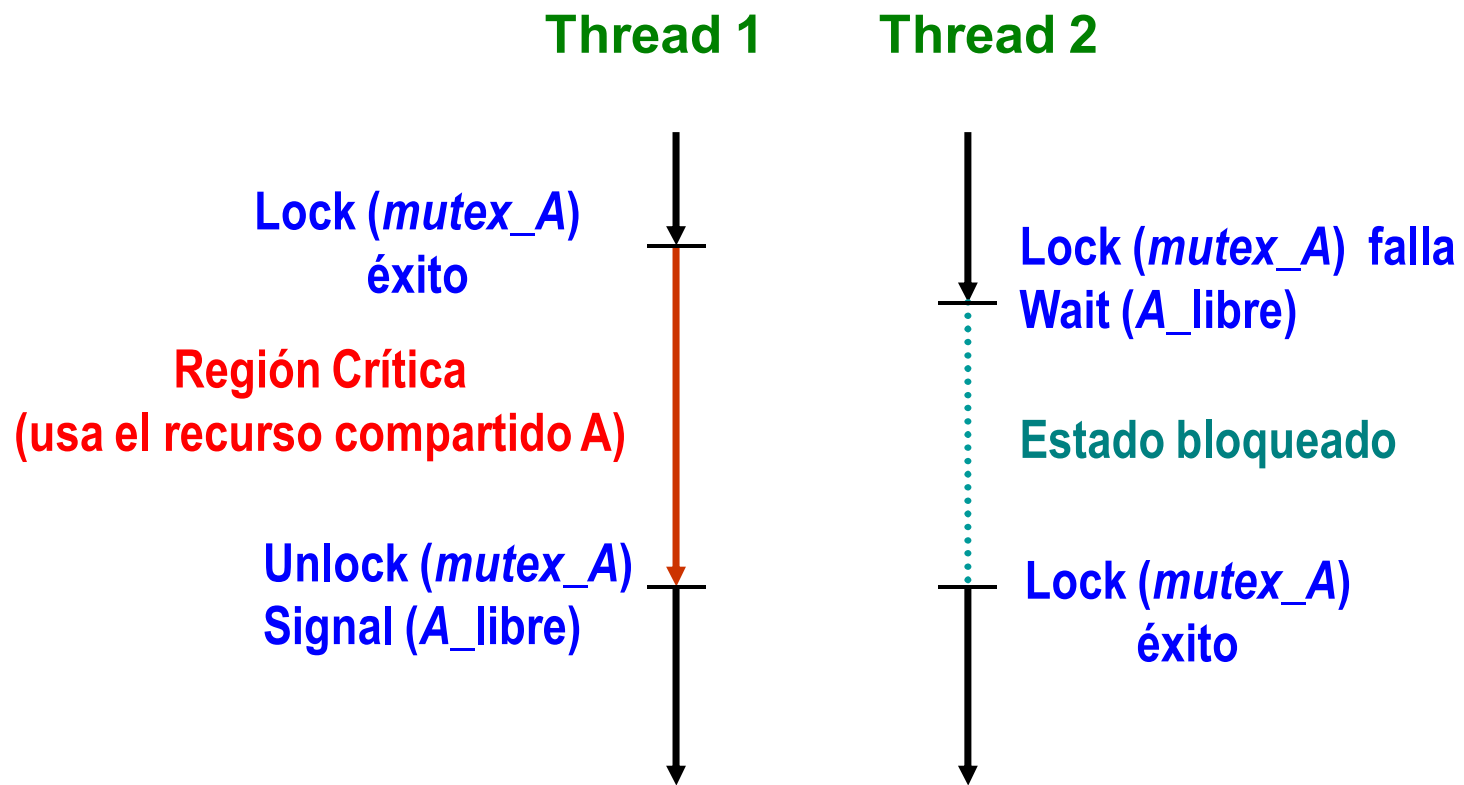 Thread 1
Thread 2
Lock (mutex_A)
éxito
Lock (mutex_A) falla
Wait (A_libre)
Región Crítica
(usa el recurso compartido A)
Estado bloqueado
Unlock (mutex_A)
Signal (A_libre)
Lock (mutex_A)
éxito